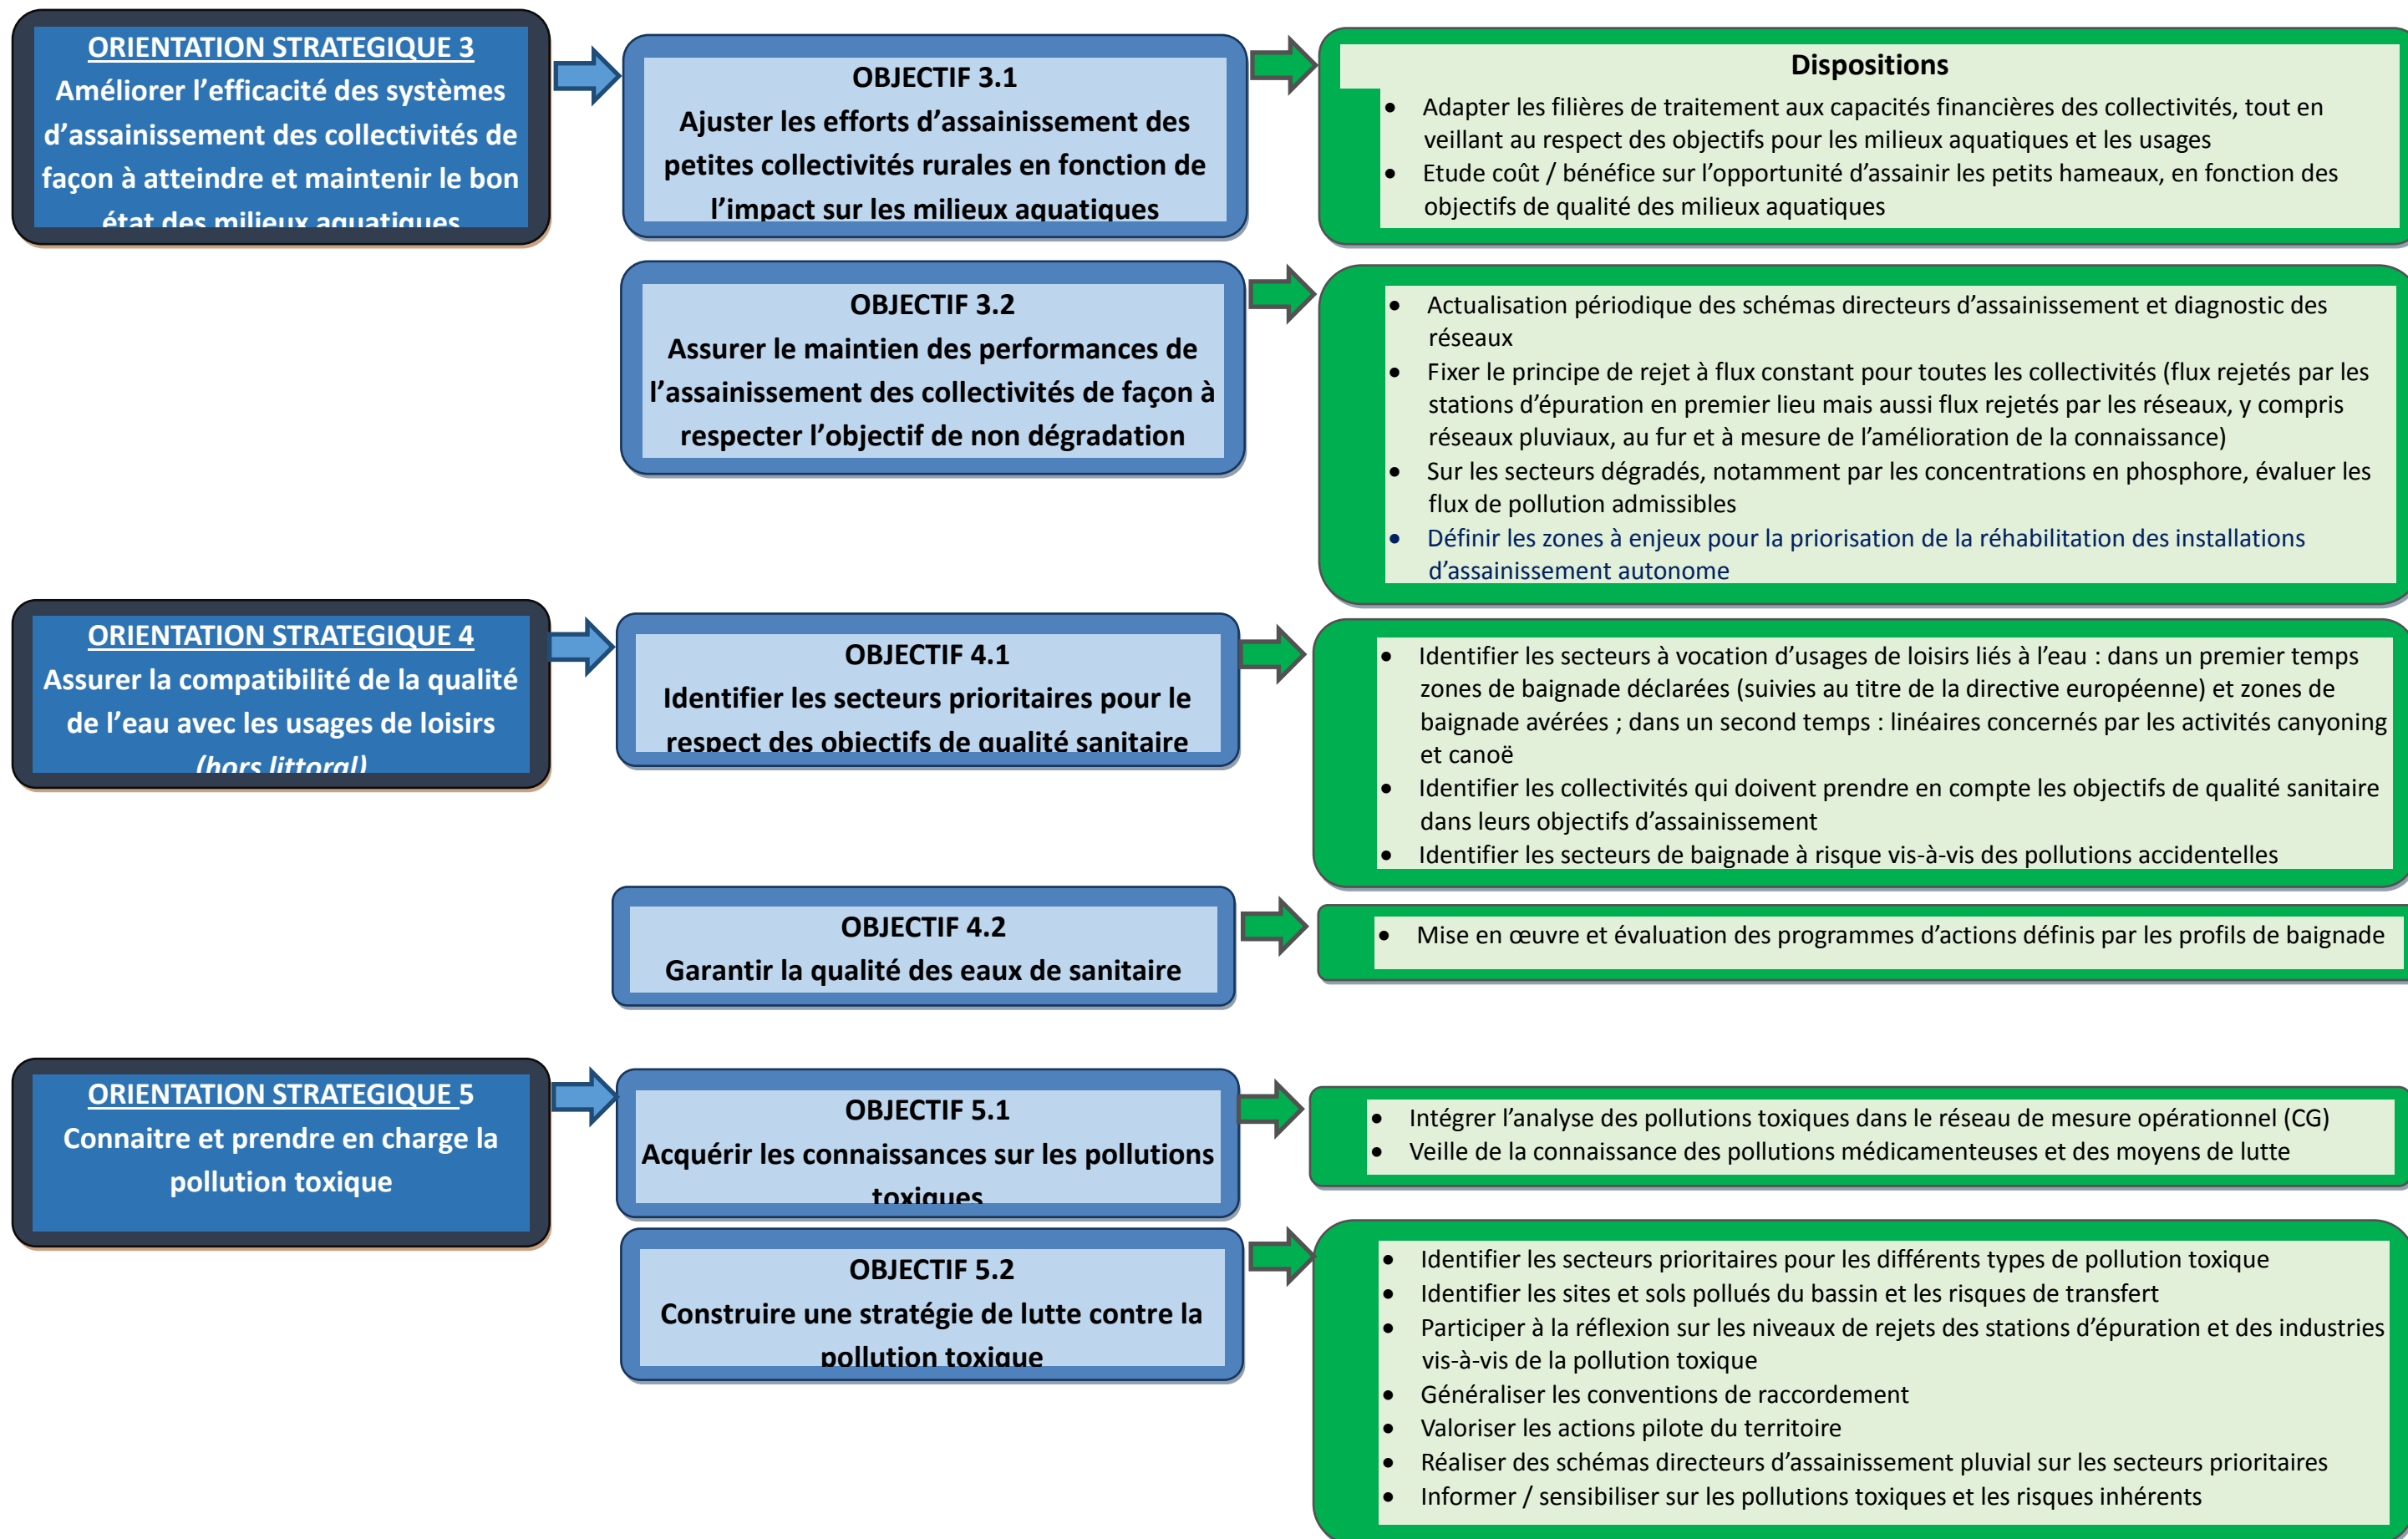 ORIENTATION STRATEGIQUE 3
Améliorer l’efficacité des systèmes
d’assainissement des collectivités de
façon à atteindre et maintenir le bon
état des milieux aquatiques
OBJECTIF 3.1
Ajuster les efforts d’assainissement des
petites collectivités rurales en fonction de
l’impact sur les milieux aquatiques
Dispositions
• Adapter les filières de traitement aux capacités financières des collectivités, tout en
veillant au respect des objectifs pour les milieux aquatiques et les usages
• Etude coût / bénéfice sur l’opportunité d’assainir les petits hameaux, en fonction des
objectifs de qualité des milieux aquatiques
OBJECTIF 3.2
Assurer le maintien des performances de
l’assainissement des collectivités de façon à
respecter l’objectif de non dégradation
• Actualisation périodique des schémas directeurs d’assainissement et diagnostic des
réseaux
• Fixer le principe de rejet à flux constant pour toutes les collectivités (flux rejetés par les
stations d’épuration en premier lieu mais aussi flux rejetés par les réseaux, y compris
réseaux pluviaux, au fur et à mesure de l’amélioration de la connaissance)
• Sur les secteurs dégradés, notamment par les concentrations en phosphore, évaluer les
flux de pollution admissibles
• Définir les zones à enjeux pour la priorisation de la réhabilitation des installations
d’assainissement autonome
ORIENTATION STRATEGIQUE 4
Assurer la compatibilité de la qualité
de l’eau avec les usages de loisirs
(hors littoral)
OBJECTIF 4.1
Identifier les secteurs prioritaires pour le
respect des objectifs de qualité sanitaire
• Identifier les secteurs à vocation d’usages de loisirs liés à l’eau : dans un premier temps
zones de baignade déclarées (suivies au titre de la directive européenne) et zones de
baignade avérées ; dans un second temps : linéaires concernés par les activités canyoning
et canoë
• Identifier les collectivités qui doivent prendre en compte les objectifs de qualité sanitaire
dans leurs objectifs d’assainissement
• Identifier les secteurs de baignade à risque vis-à-vis des pollutions accidentelles
OBJECTIF 4.2
Garantir la qualité des eaux de sanitaire
• Mise en œuvre et évaluation des programmes d’actions définis par les profils de baignade
ORIENTATION STRATEGIQUE 5
Connaitre et prendre en charge la
pollution toxique
OBJECTIF 5.1
Acquérir les connaissances sur les pollutions
toxiques
• Intégrer l’analyse des pollutions toxiques dans le réseau de mesure opérationnel (CG)
• Veille de la connaissance des pollutions médicamenteuses et des moyens de lutte
OBJECTIF 5.2
Construire une stratégie de lutte contre la
pollution toxique
• Identifier les secteurs prioritaires pour les différents types de pollution toxique
• Identifier les sites et sols pollués du bassin et les risques de transfert
• Participer à la réflexion sur les niveaux de rejets des stations d’épuration et des industries
vis-à-vis de la pollution toxique
• Généraliser les conventions de raccordement
• Valoriser les actions pilote du territoire
• Réaliser des schémas directeurs d’assainissement pluvial sur les secteurs prioritaires
• Informer / sensibiliser sur les pollutions toxiques et les risques inhérents